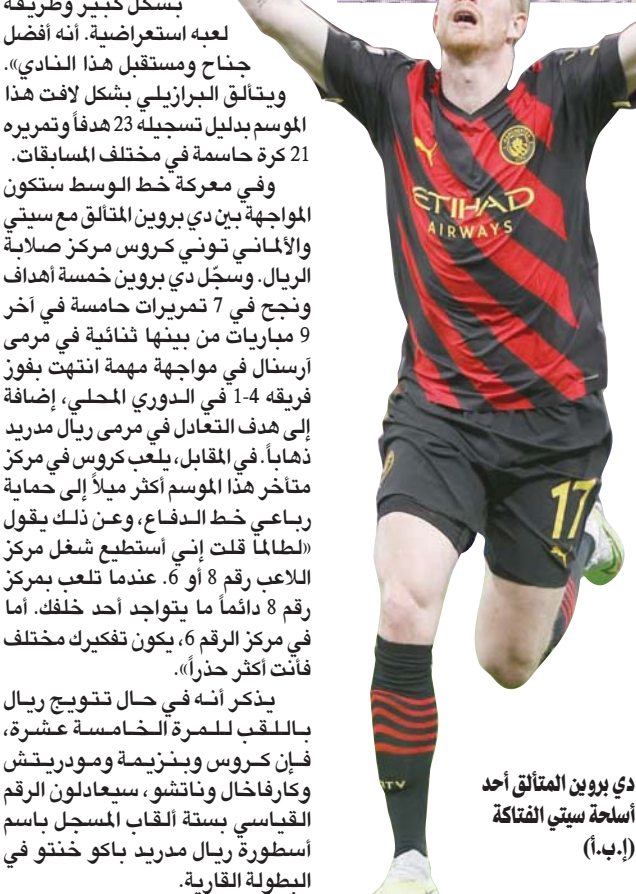 بشكل كبير وطريقة
لعبه استعراضية. أنه أفضل
جناح ومستقبل هذا النادي».
ويتألق البرازيلي بشكل لافت هذا
الموسم بدليل تسجيله 23 هدفاً وتمريره
21 كرة حاسمة في مختلف المسابقات.
وفي معركة خط الوسط ستكون
المواجهة بين دي بروين المتألق مع سيتي
والألماني توني كروس مركز صلابة
الريال. وسجّل دي بروين خمسة أهداف
ونجح في 7 تمريرات حامسة في آخر
9 مباريات من بينها ثنائية في مرمى
آرسنال في مواجهة مهمة انتهت بفوز
فريقه 4-1 في الدوري المحلي، إضافة
إلى هدف التعادل في مرمى ريال مدريد
ذهاباً. في المقابل، يلعب كروس في مركز
متأخر هذا الموسم أكثر ميلاً إلى حماية
رباعي خط الدفاع، وعن ذلك يقول
«لطالما قلت إني أستطيع شغل مركز
اللاعب رقم 8 أو 6. عندما تلعب بمركز
رقم 8 دائماً ما يتواجد أحد خلفك. أما
في مركز الرقم 6، يكون تفكيرك مختلف
فأنت أكثر حذراً».
يذكر أنه في حال تتويج ريال
باللقب للمرة الخامسة عشرة،
فإن كروس وبنزيمة ومودريتش
وكارفاخال وناتشو، سيعادلون الرقم
القياسي بستة ألقاب المسجل باسم
أسطورة ريال مدريد باكو خنتو في
البطولة القارية.
ETIHAD
AIRWAYS
17
دي بروين المتألق أحد
أسلحة سيتي الفتاكة
(إ.ب.أ)